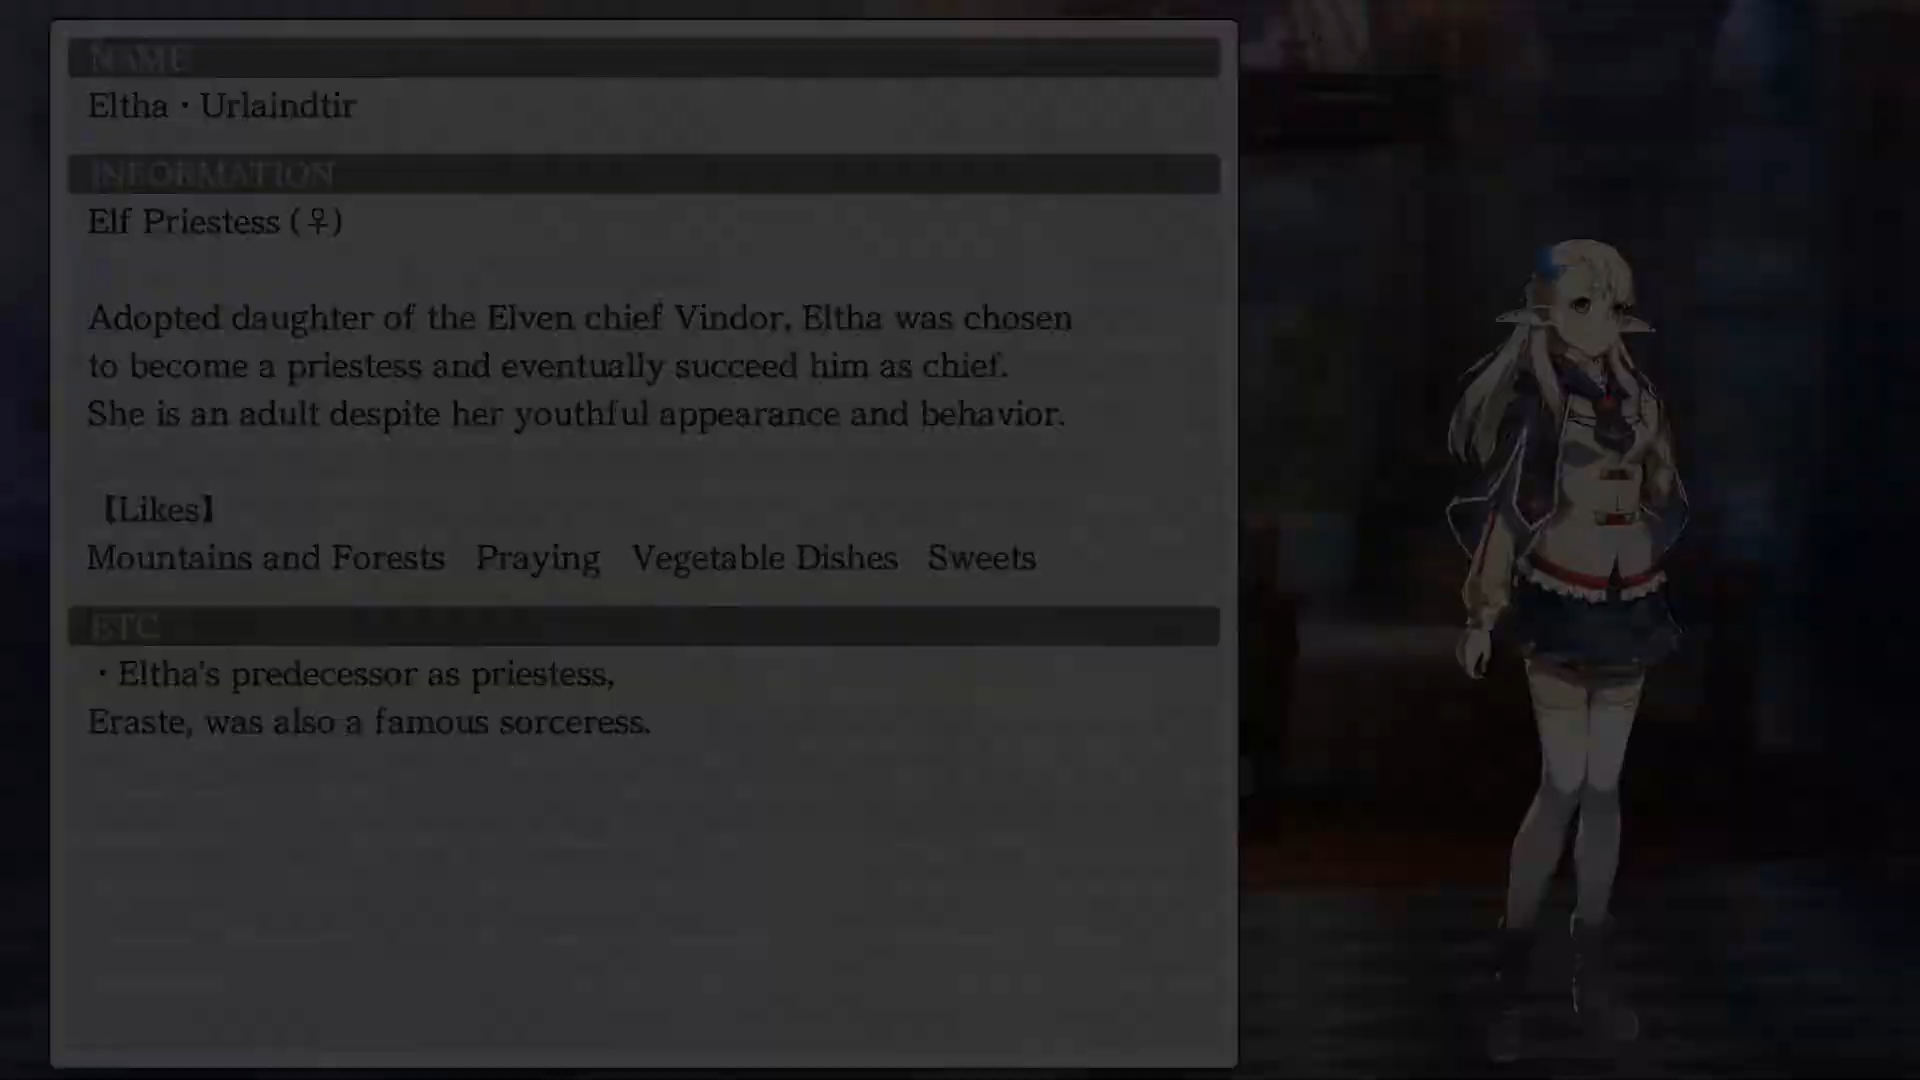 NAME
Eltha・Urlaindtir
INFORMATION
Elf Priestess (♀)
Adopted daughter of the Elven chief Vindor, Eltha was chosen
to become a priestess and eventually succeed him as chief.
She is an adult despite her youthful appearance and behavior.
【Likes】
Mountains and Forests Praying Vegetable Dishes Sweets
ETC
・Eltha's predecessor as priestess,
Eraste, was also a famous sorceress.